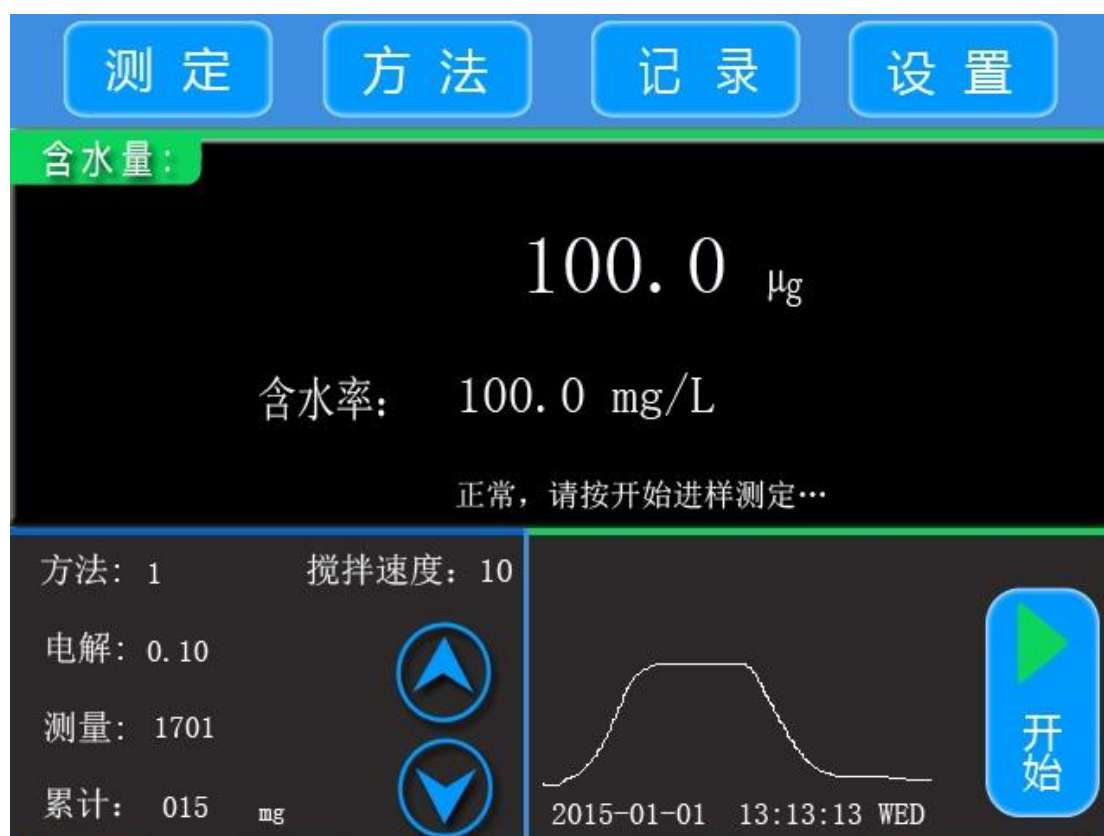 测 定 方 法 记 录 设 置
含水量:
100.0 μg
含水率: 100.0 mg/L
正常，请按开始进样测定…
方法: 1 搅拌速度: 10
电解: 0.10
测量: 1701
累计: 015 mg
开始
2015-01-01 13:13:13 WED